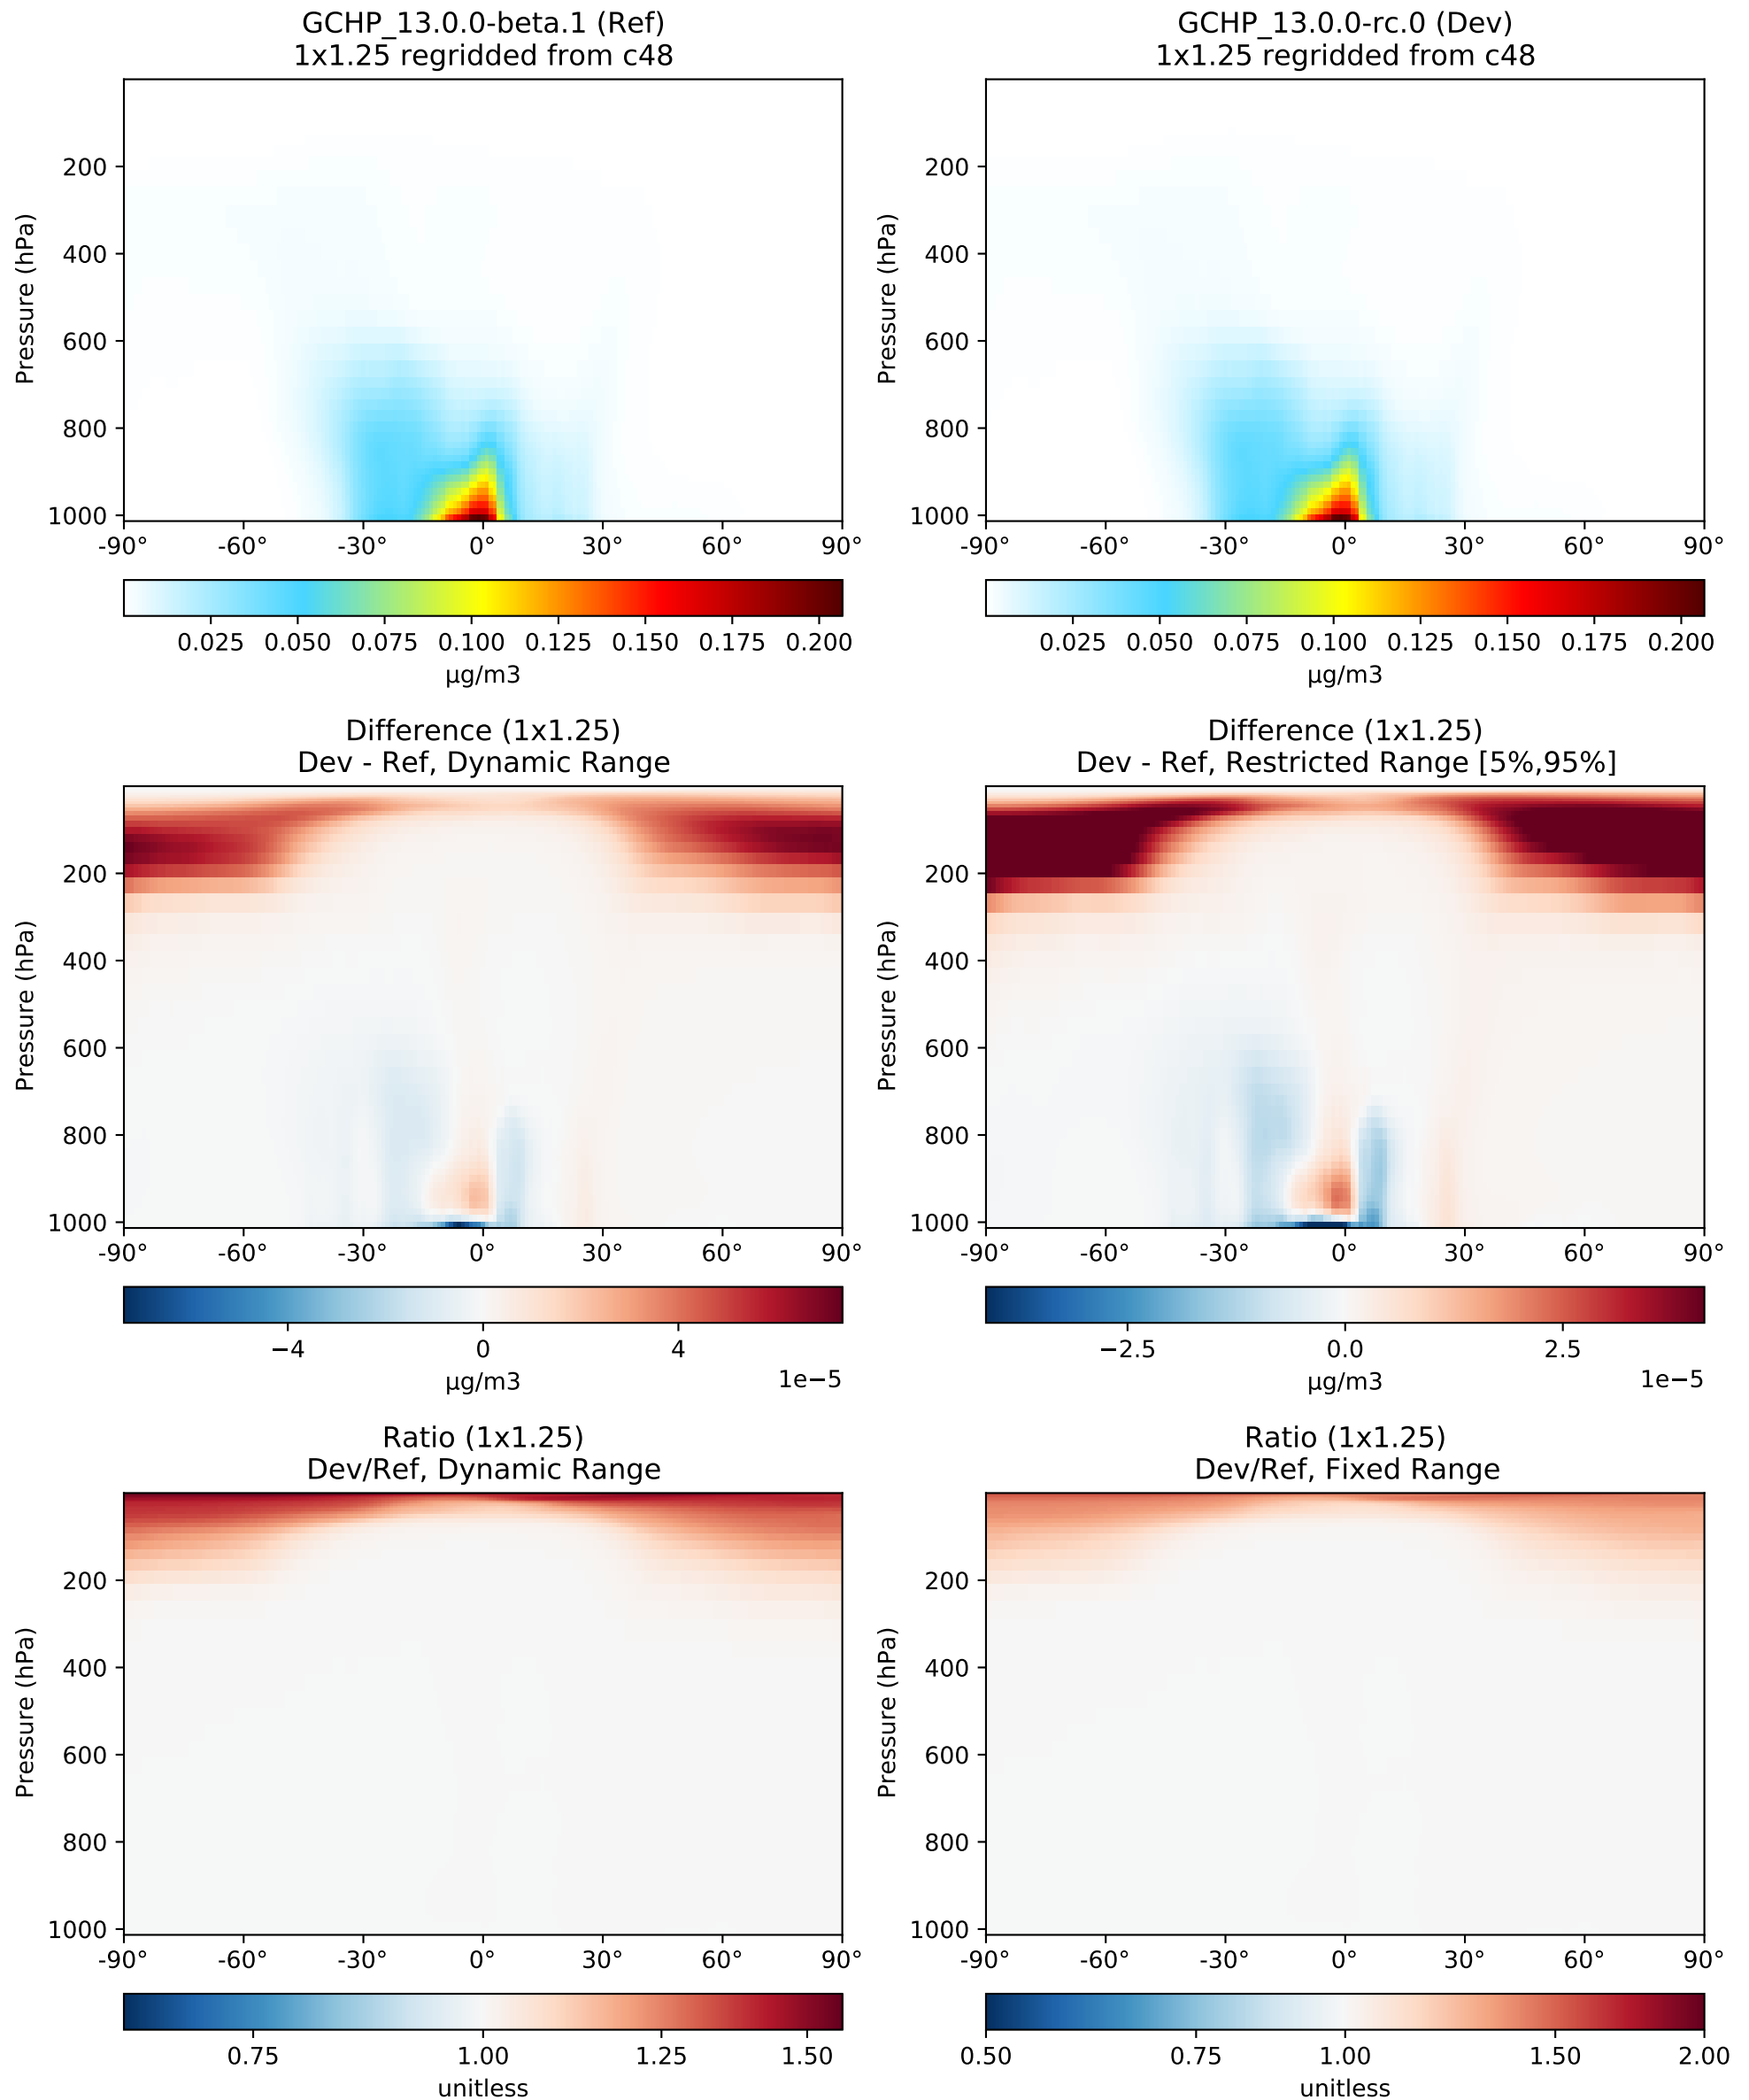 GCHP_13.0.0-beta.1 (Ref)
1x1.25 regridded from c48
Pressure (hPa)
200
400
600
800
1000
-90° -60° -30° 0° 30° 60° 90°
0.025 0.050 0.075 0.100 0.125 0.150 0.175 0.200
µg/m3
GCHP_13.0.0-rc.0 (Dev)
1x1.25 regridded from c48
Pressure (hPa)
200
400
600
800
1000
-90° -60° -30° 0° 30° 60° 90°
0.025 0.050 0.075 0.100 0.125 0.150 0.175 0.200
µg/m3
Difference (1x1.25)
Dev - Ref, Dynamic Range
Pressure (hPa)
200
400
600
800
1000
-90° -60° -30° 0° 30° 60° 90°
−4 0 4
µg/m3 1e−5
Difference (1x1.25)
Dev - Ref, Restricted Range [5%,95%]
Pressure (hPa)
200
400
600
800
1000
-90° -60° -30° 0° 30° 60° 90°
−2.5 0.0 2.5
µg/m3 1e−5
Ratio (1x1.25)
Dev/Ref, Dynamic Range
Pressure (hPa)
200
400
600
800
1000
-90° -60° -30° 0° 30° 60° 90°
0.75 1.00 1.25 1.50
unitless
Ratio (1x1.25)
Dev/Ref, Fixed Range
Pressure (hPa)
200
400
600
800
1000
-90° -60° -30° 0° 30° 60° 90°
0.50 0.75 1.00 1.50 2.00
unitless